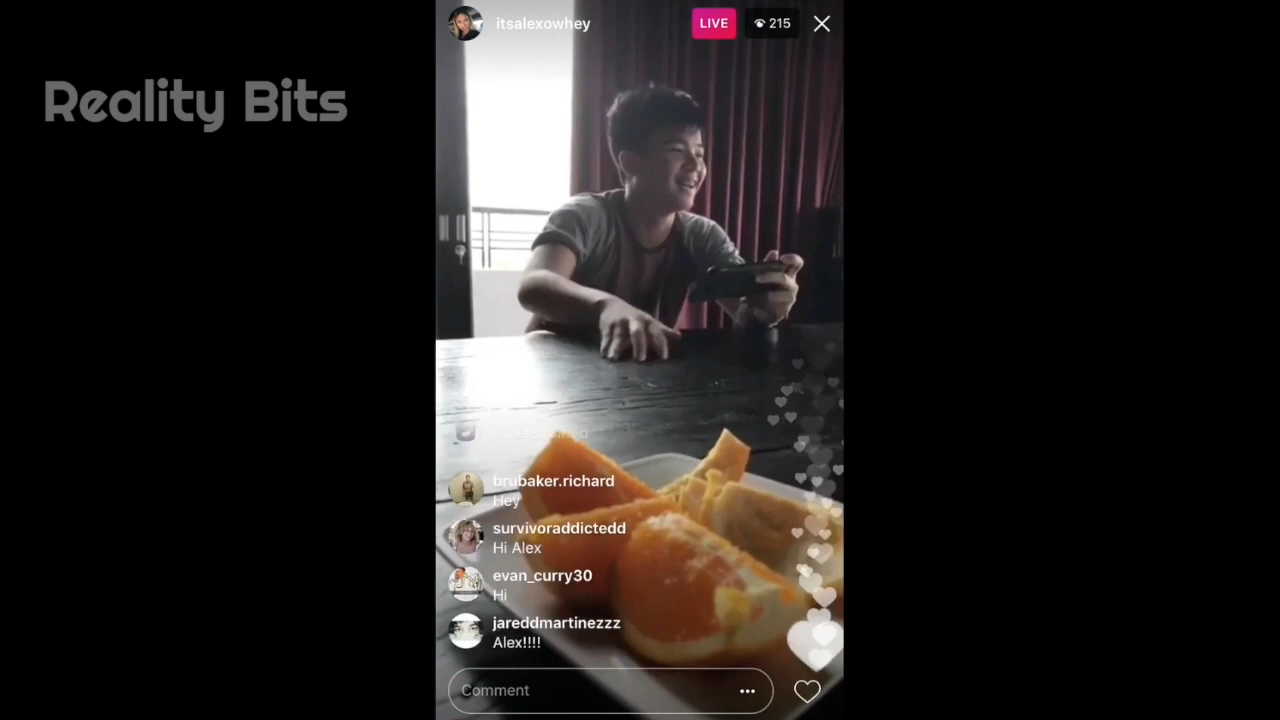 itsalexowhey
LIVE
215
Reality Bits
brubaker.richard
Hey
survivoraddictedd
Hi Alex
evan_curry30
Hi
jareddmartinezzz
Alex!!!!
Comment